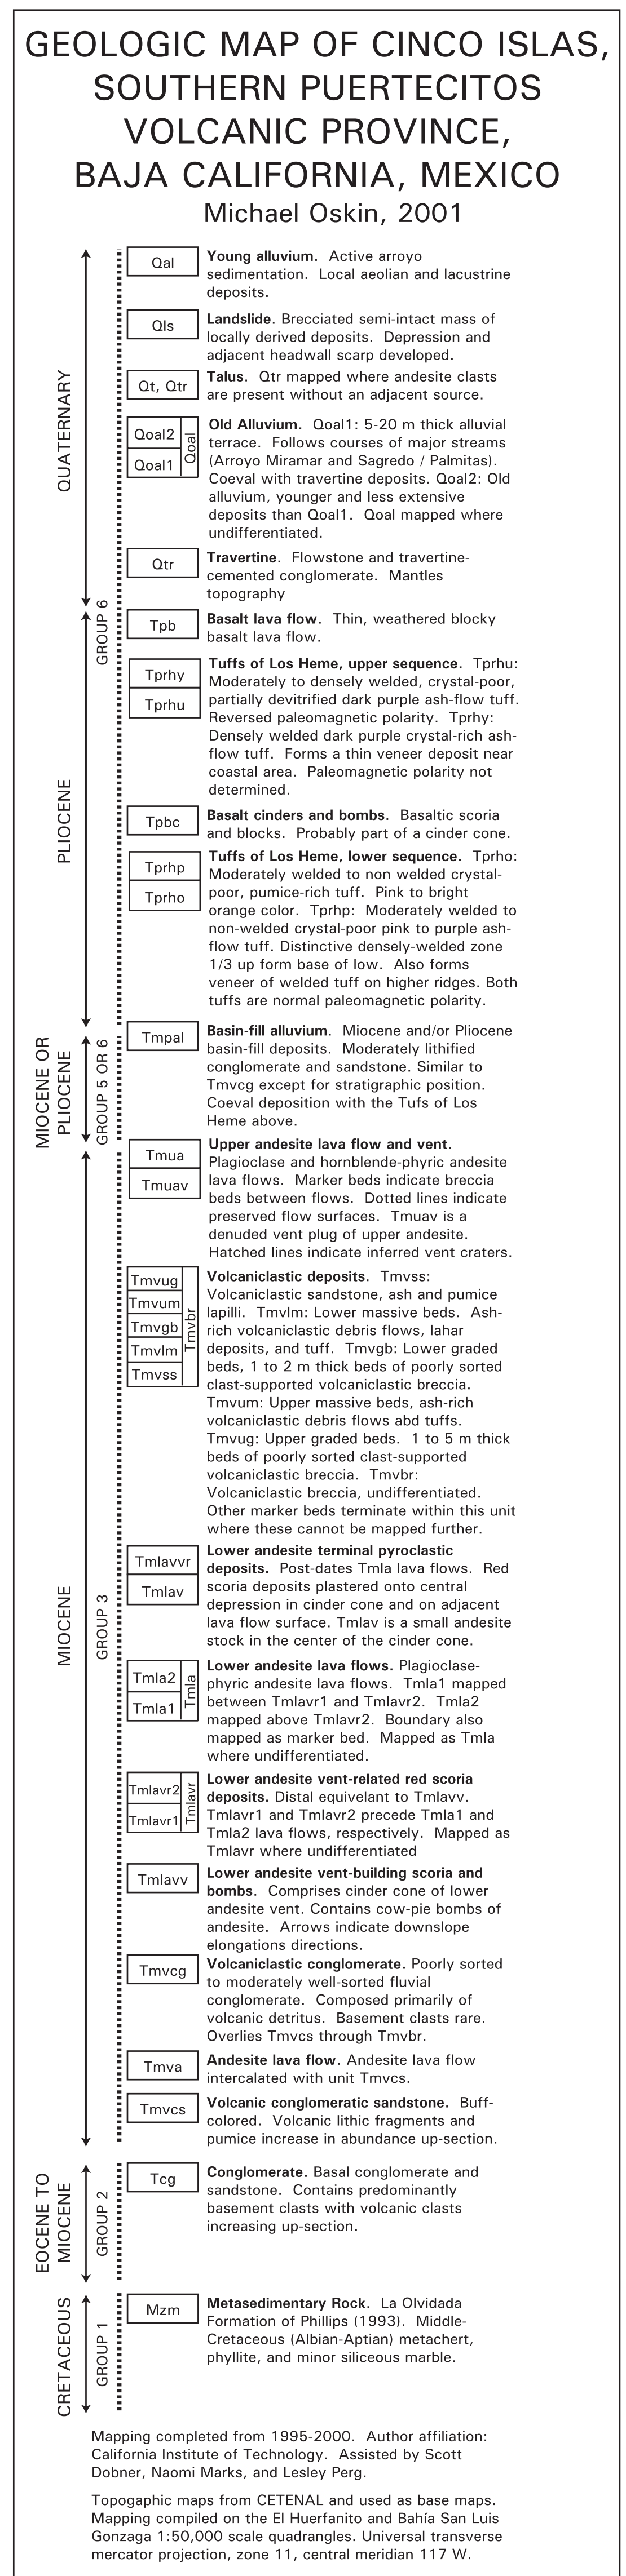 GEOLOGIC MAP OF CINCO ISLAS,
SOUTHERN PUERTECITOS
VOLCANIC PROVINCE,
BAJA CALIFORNIA, MEXICO
Michael Oskin, 2001
QUATERNARY
Qal
Young alluvium. Active arroyo
sedimentation. Local aeolian and lacustrine
deposits.
Qls
Landslide. Brecciated semi-intact mass of
locally derived deposits. Depression and
adjacent headwall scarp developed.
Qt, Qtr
Talus. Qtr mapped where andesite clasts
are present without an adjacent source.
Qoal2
Qoal1
Qoal
Old Alluvium. Qoal1: 5-20 m thick alluvial
terrace. Follows courses of major streams
(Arroyo Miramar and Sagredo / Palmitas).
Coeval with travertine deposits. Qoal2: Old
alluvium, younger and less extensive
deposits than Qoal1. Qoal mapped where
undifferentiated.
Qtr
Travertine. Flowstone and travertine-
cemented conglomerate. Mantles
topography
GROUP 6
PLIOCENE
Tpb
Basalt lava flow. Thin, weathered blocky
basalt lava flow.
Tprhy
Tprhu
Tuffs of Los Heme, upper sequence. Tprhu:
Moderately to densely welded, crystal-poor,
partially devitrified dark purple ash-flow tuff.
Reversed paleomagnetic polarity. Tprhy:
Densely welded dark purple crystal-rich ash-
flow tuff. Forms a thin veneer deposit near
coastal area. Paleomagnetic polarity not
determined.
Tpbc
Basalt cinders and bombs. Basaltic scoria
and blocks. Probably part of a cinder cone.
Tprhp
Tprho
Tuffs of Los Heme, lower sequence. Tprho:
Moderately welded to non welded crystal-
poor, pumice-rich tuff. Pink to bright
orange color. Tprhp: Moderately welded to
non-welded crystal-poor pink to purple ash-
flow tuff. Distinctive densely-welded zone
1/3 up form base of low. Also forms
veneer of welded tuff on higher ridges. Both
tuffs are normal paleomagnetic polarity.
MIOCENE OR
PLIOCENE
GROUP 5 OR 6
Tmpal
Basin-fill alluvium. Miocene and/or Pliocene
basin-fill deposits. Moderately lithified
conglomerate and sandstone. Similar to
Tmvcg except for stratigraphic position.
Coeval deposition with the Tufs of Los
Heme above.
MIOCENE
GROUP 3
Tmua
Tmuav
Upper andesite lava flow and vent.
Plagioclase and hornblende-phyric andesite
lava flows. Marker beds indicate breccia
beds between flows. Dotted lines indicate
preserved flow surfaces. Tmuav is a
denuded vent plug of upper andesite.
Hatched lines indicate inferred vent craters.
Tmvug
Tmvum
Tmvgb
Tmvlm
Tmvss
Tmvbr
Volcaniclastic deposits. Tmvss:
Volcaniclastic sandstone, ash and pumice
lapilli. Tmvlm: Lower massive beds. Ash-
rich volcaniclastic debris flows, lahar
deposits, and tuff. Tmvgb: Lower graded
beds, 1 to 2 m thick beds of poorly sorted
clast-supported volcaniclastic breccia.
Tmvum: Upper massive beds, ash-rich
volcaniclastic debris flows abd tuffs.
Tmvug: Upper graded beds. 1 to 5 m thick
beds of poorly sorted clast-supported
volcaniclastic breccia. Tmvbr:
Volcaniclastic breccia, undifferentiated.
Other marker beds terminate within this unit
where these cannot be mapped further.
Tmlavvr
Tmlav
Lower andesite terminal pyroclastic
deposits. Post-dates Tmla lava flows. Red
scoria deposits plastered onto central
depression in cinder cone and on adjacent
lava flow surface. Tmlav is a small andesite
stock in the center of the cinder cone.
Tmla2
Tmla1
Tmla
Lower andesite lava flows. Plagioclase-
phyric andesite lava flows. Tmla1 mapped
between Tmlavr1 and Tmlavr2. Tmla2
mapped above Tmlavr2. Boundary also
mapped as marker bed. Mapped as Tmla
where undifferentiated.
Tmlavr2
Tmlavr1
Tmlavr
Lower andesite vent-related red scoria
deposits. Distal equivelant to Tmlavv.
Tmlavr1 and Tmlavr2 precede Tmla1 and
Tmla2 lava flows, respectively. Mapped as
Tmlavr where undifferentiated
Tmlavv
Lower andesite vent-building scoria and
bombs. Comprises cinder cone of lower
andesite vent. Contains cow-pie bombs of
andesite. Arrows indicate downslope
elongations directions.
Tmvcg
Volcaniclastic conglomerate. Poorly sorted
to moderately well-sorted fluvial
conglomerate. Composed primarily of
volcanic detritus. Basement clasts rare.
Overlies Tmvcs through Tmvbr.
Tmva
Andesite lava flow. Andesite lava flow
intercalated with unit Tmvcs.
Tmvcs
Volcanic conglomeratic sandstone. Buff-
colored. Volcanic lithic fragments and
pumice increase in abundance up-section.
EOCENE TO
MIOCENE
GROUP 2
Tcg
Conglomerate. Basal conglomerate and
sandstone. Contains predominantly
basement clasts with volcanic clasts
increasing up-section.
CRETACEOUS
GROUP 1
Mzm
Metasedimentary Rock. La Olvidada
Formation of Phillips (1993). Middle-
Cretaceous (Albian-Aptian) metachert,
phyllite, and minor siliceous marble.
Mapping completed from 1995-2000. Author affiliation:
California Institute of Technology. Assisted by Scott
Dobner, Naomi Marks, and Lesley Perg.
Topogaphic maps from CETENAL and used as base maps.
Mapping compiled on the El Huerfanito and Bahía San Luis
Gonzaga 1:50,000 scale quadrangles. Universal transverse
mercator projection, zone 11, central meridian 117 W.